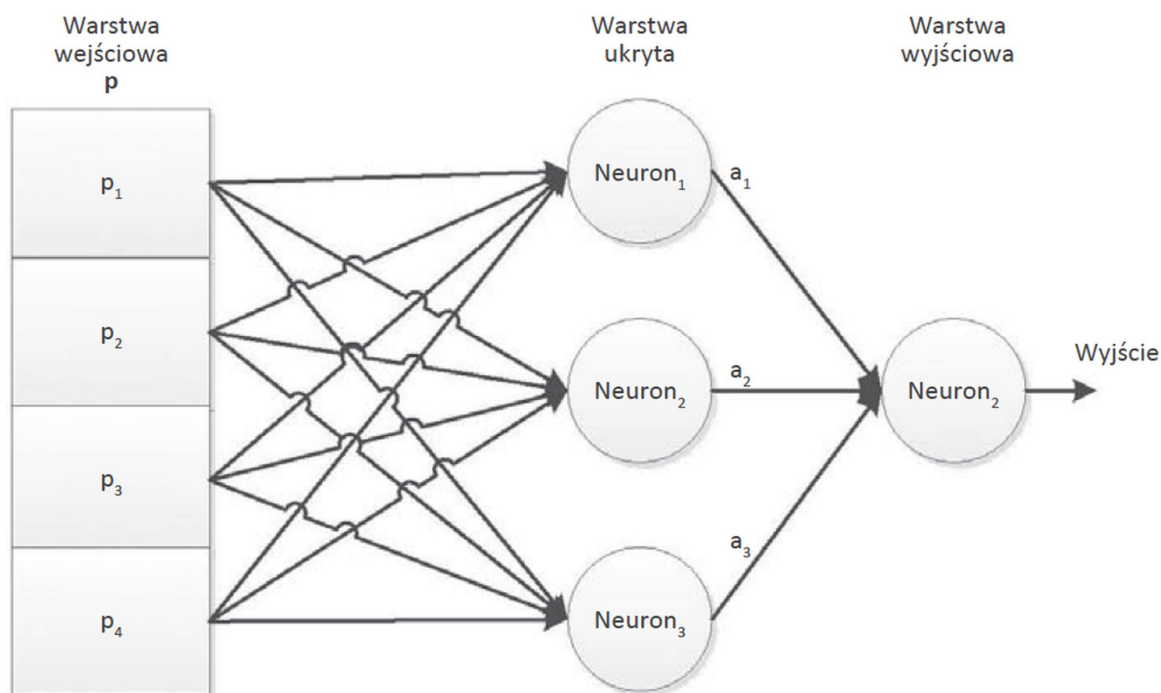 Warstwa
wejściowa
p
Warstwa
ukryta
Warstwa
wyjściowa
p₁
p₂
p₃
p₄
Neuron₁
Neuron₂
Neuron₃
a₁
a₂
a₃
Neuron₂
Wyjście